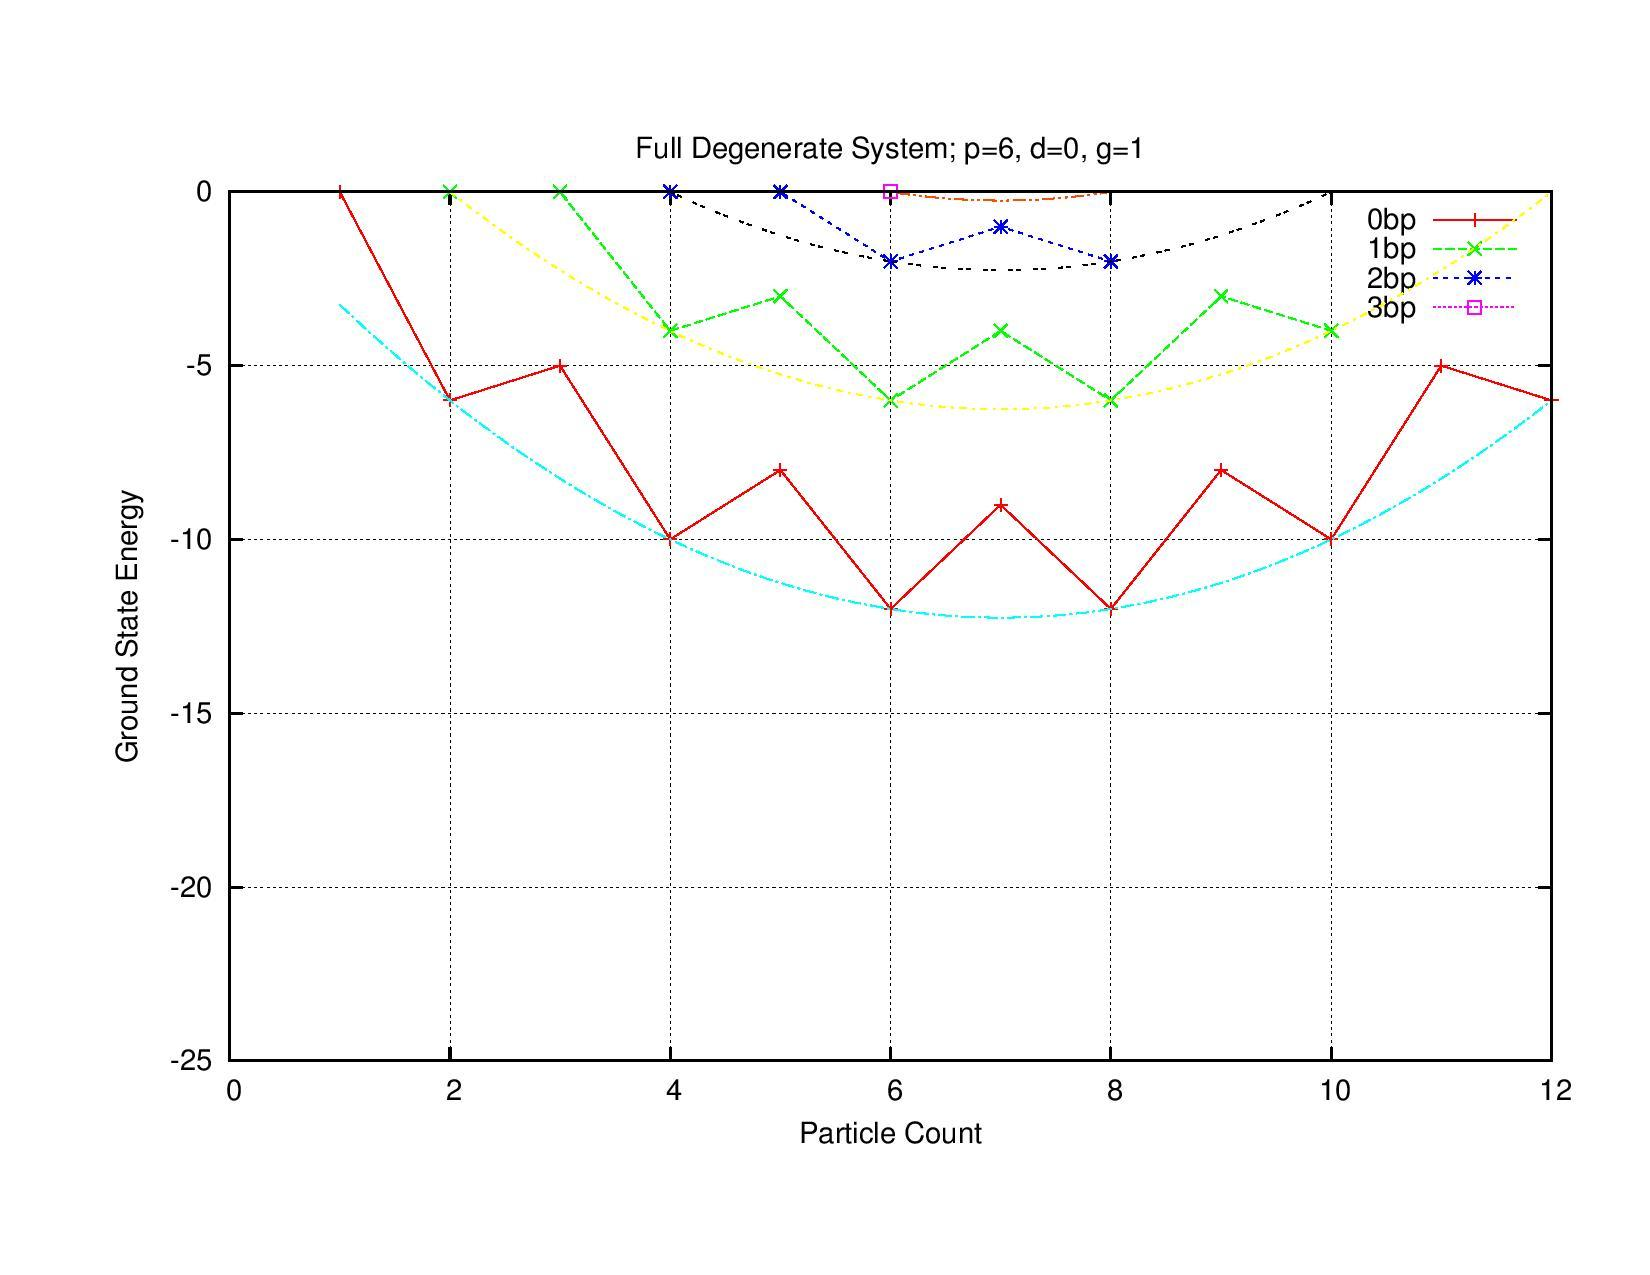 Full Degenerate System; p=6, d=0, g=1
0
-5
-10
-15
-20
-25
0bp
1bp
2bp
3bp
Ground State Energy
0 2 4 6 8 10 12
Particle Count